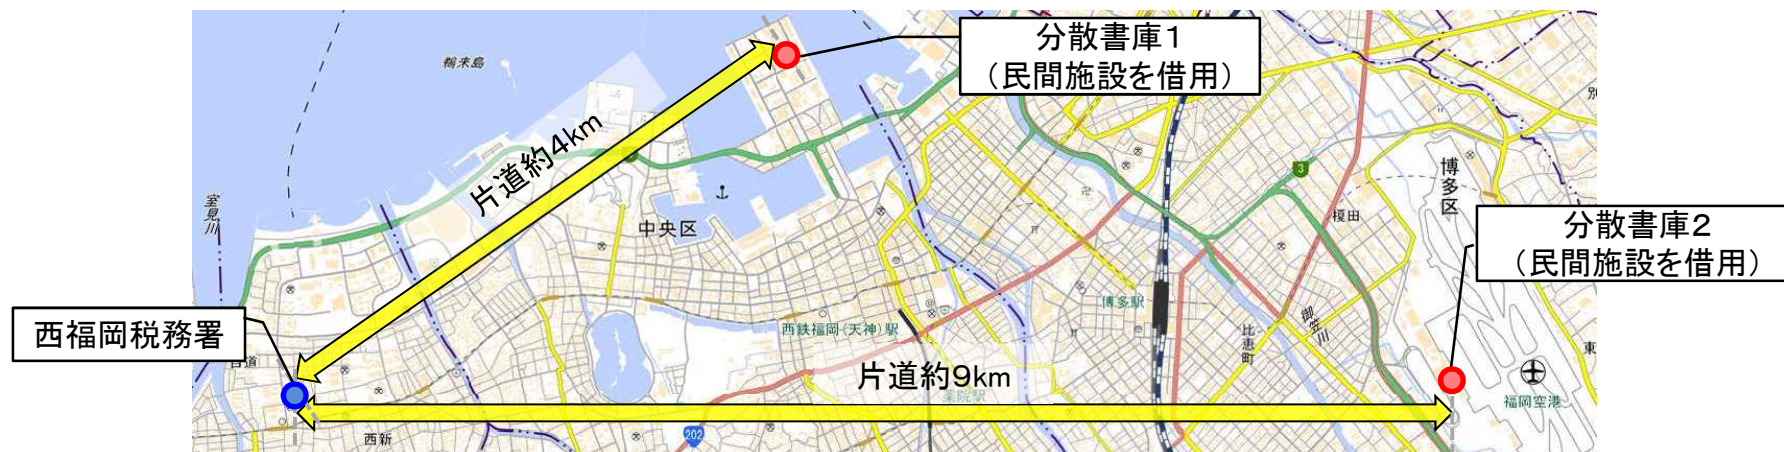 分散書庫1
（民間施設を借用）
鵜来島
片道約4km
室見川
中央区
3
博多区
榎田
分散書庫2
（民間施設を借用）
西福岡税務署
博多駅
西鉄福岡(天神)駅
御笠川
比恵町
東
片道約9km
薬院駅
福岡空港
西新
202